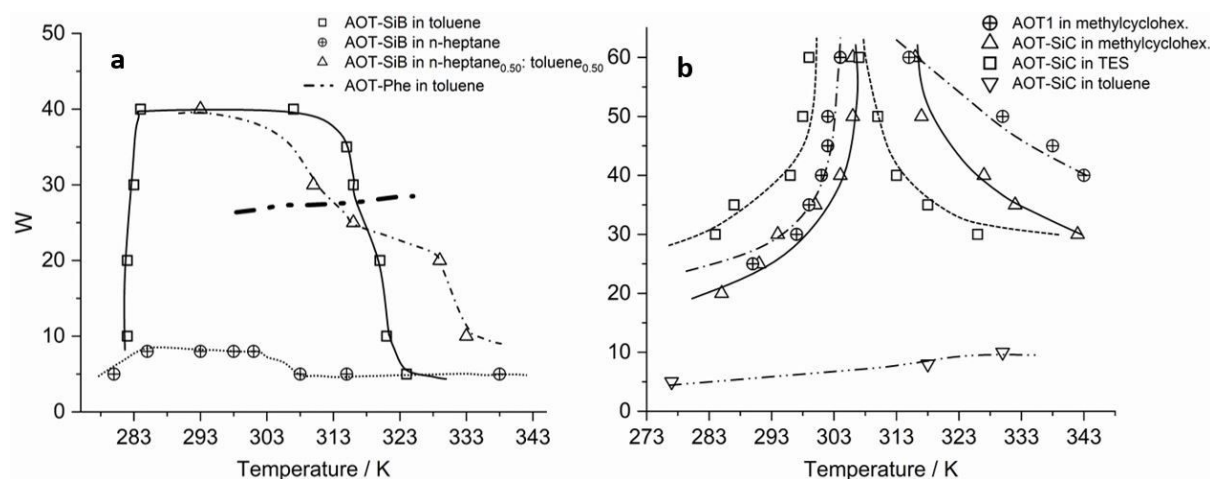 a
AOT-SiB in toluene
AOT-SiB in n-heptane
AOT-SiB in n-heptane0.50: toluene0.50
AOT-Phe in toluene
W
50
40
30
20
10
0
283 293 303 313 323 333 343
Temperature / K
b
AOT1 in methylcyclohex.
AOT-SiC in methylcyclohex.
AOT-SiC in TES
AOT-SiC in toluene
60
50
40
30
20
10
0
273 283 293 303 313 323 333 343
Temperature / K